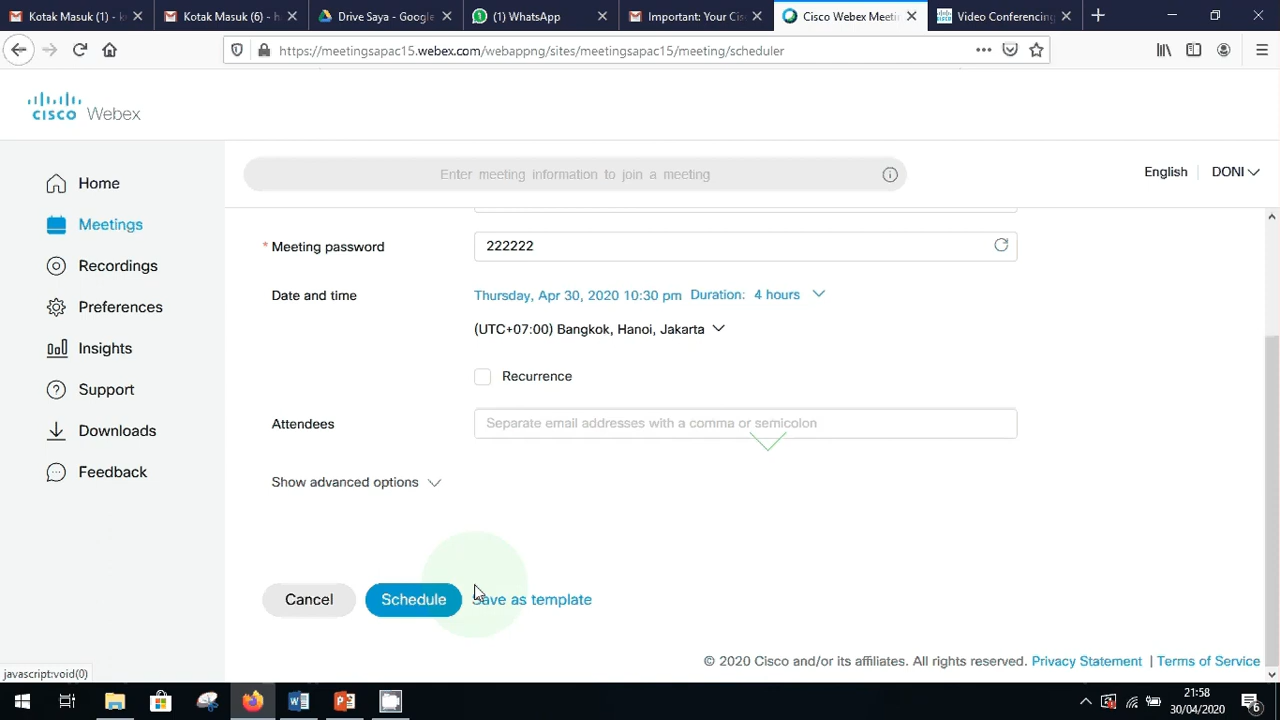 Kotak Masuk (1) - k
Kotak Masuk(6) - h
Drive Saya - Google
(1) WhatsApp
Important: Your Cis
Cisco Webex Meetin
Video Conferencing
https://meetingsapac15.webex.com/webappng/sites/meetingsapac15/meeting/scheduler
CISCO Webex
Enter meeting information to join a meeting
English
DONI
Home
Meetings
Recordings
Preferences
Insights
Support
Downloads
Feedback
* Meeting password
222222
Date and time
Thursday, Apr 30, 2020 10:30 pm Duration: 4 hours
(UTC+07:00) Bangkok, Hanoi, Jakarta
Recurrence
Attendees
Separate email addresses with a comma or semicolon
Show advanced options
Cancel
Schedule
Save as template
© 2020 Cisco and/or its affiliates. All rights reserved. Privacy Statement | Terms of Service
javascript:void(0)
21:58
30/04/2020
6